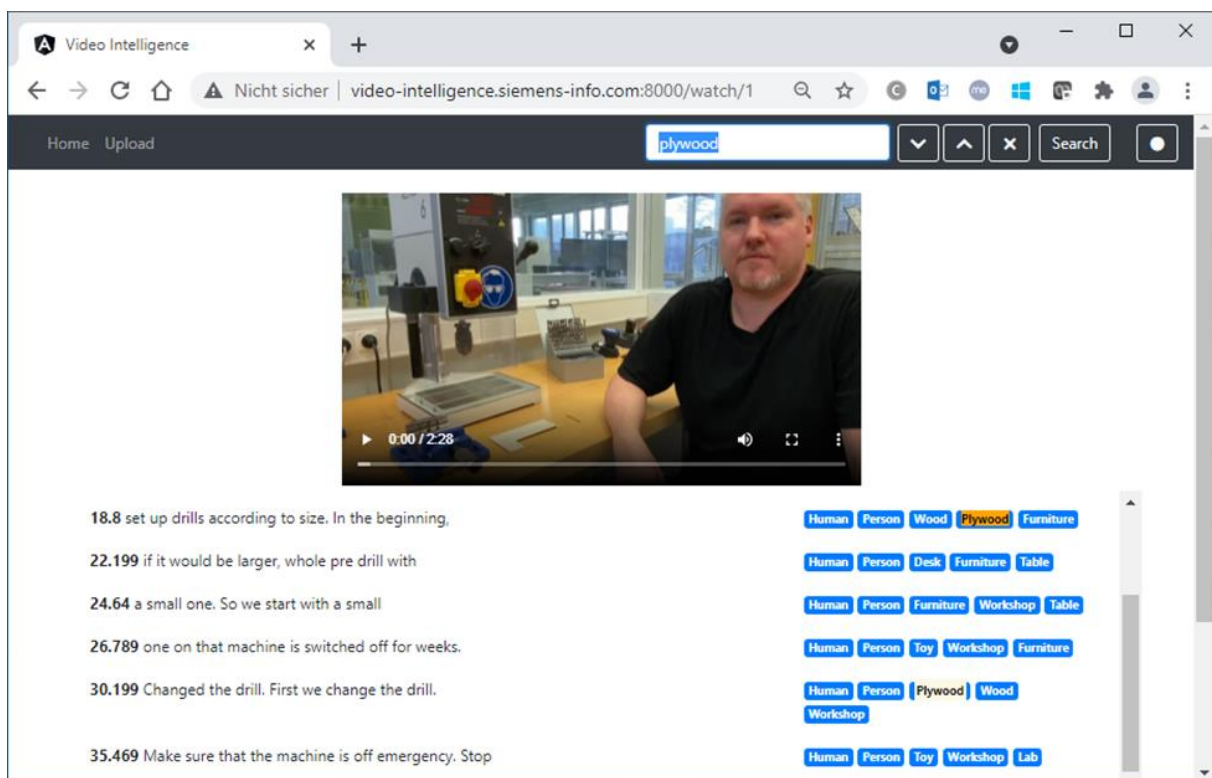 Video Intelligence
Nicht sicher | video-intelligence.siemens-info.com:8000/watch/1
Home Upload plywood Search
6
0:00 / 2:28
18.8 set up drills according to size. In the beginning, Human Person Wood Plywood Furniture
22.199 if it would be larger, whole pre drill with Human Person Desk Furniture Table
24.64 a small one. So we start with a small Human Person Furniture Workshop Table
26.789 one on that machine is switched off for weeks. Human Person Toy Workshop Furniture
30.199 Changed the drill. First we change the drill. Human Person Plywood Wood
Workshop
35.469 Make sure that the machine is off emergency. Stop Human Person Toy Workshop Lab